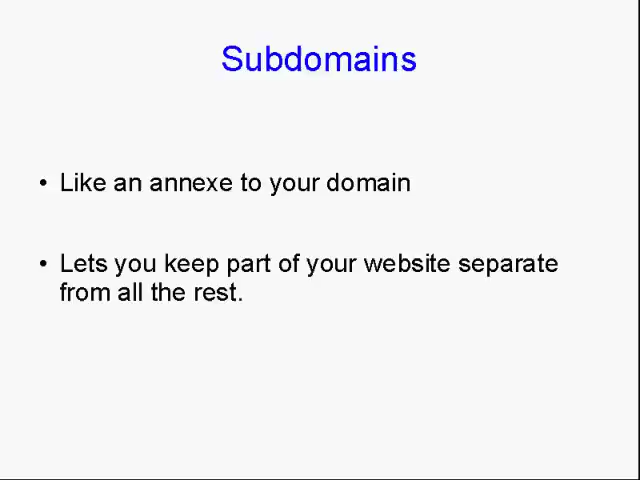 Subdomains
• Like an annexe to your domain
• Lets you keep part of your website separate
from all the rest.